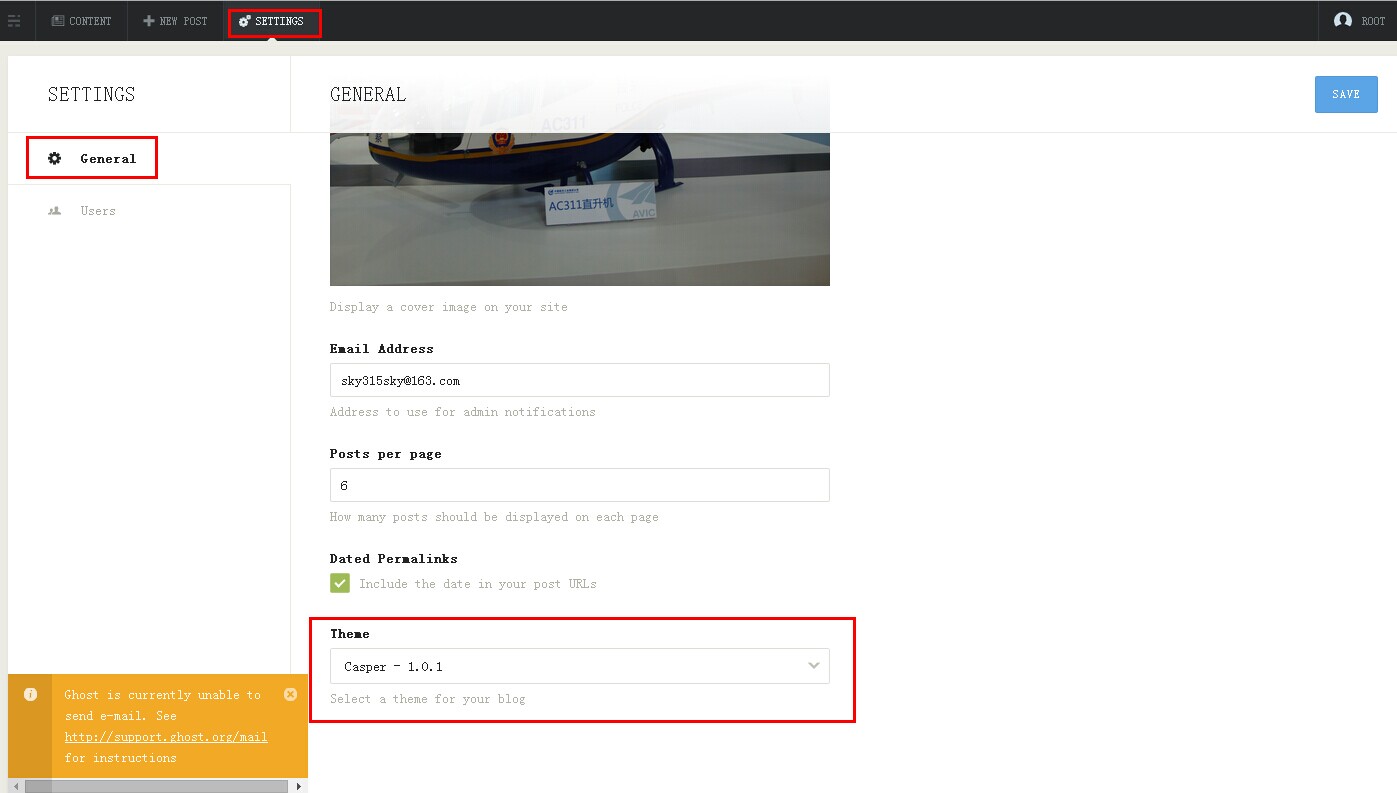 CONTENT
NEW POST
SETTINGS
ROOT
SETTINGS
GENERAL
SAVE
General
Users
AC311
AC311直升机
AVIC
Display a cover image on your site
Email Address
sky315sky@163.com
Address to use for admin notifications
Posts per page
6
How many posts should be displayed on each page
Dated Permalinks
Include the date in your post URLs
Theme
Casper - 1.0.1
Select a theme for your blog
Ghost is currently unable to
send e-mail. See
http://support.ghost.org/mail
for instructions